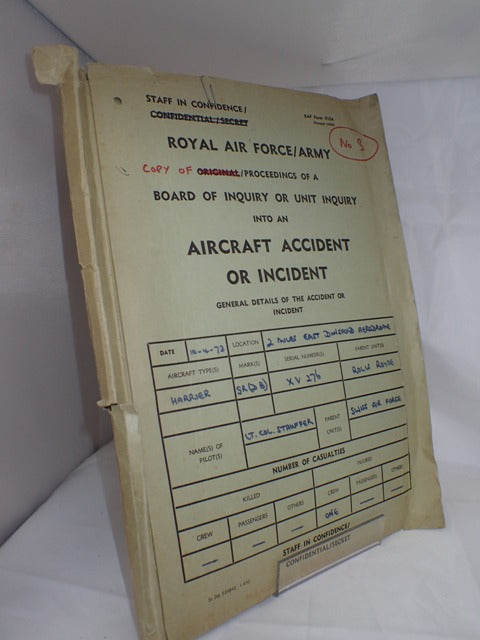 STAFF IN CONFIDENCE/
CONFIDENTIAL/SECRET
RAF Form 412A
No 3
ROYAL AIR FORCE/ARMY
COPY OF ORIGINAL/PROCEEDINGS OF A
BOARD OF INQUIRY OR UNIT INQUIRY
INTO AN
AIRCRAFT ACCIDENT
OR INCIDENT
GENERAL DETAILS OF THE ACCIDENT OR
INCIDENT
DATE 10-4-73 LOCATION 2 MILES EAST DUNSFOLD AERODROME
AIRCRAFT TYPE(S) MARK(S) SERIAL NUMBER(S) PARENT UNIT(S)
HARRIER XV 276 ROLLS ROYCE
NAME(S) OF PILOT(S) LT. COL. STAUFFER PARENT UNIT(S) SWISS AIR FORCE
NUMBER OF CASUALTIES
KILLED INJURED
CREW PASSENGERS OTHERS CREW PASSENGERS OTHERS
— — — ONE — —
STAFF IN CONFIDENCE/
CONFIDENTIAL/SECRET